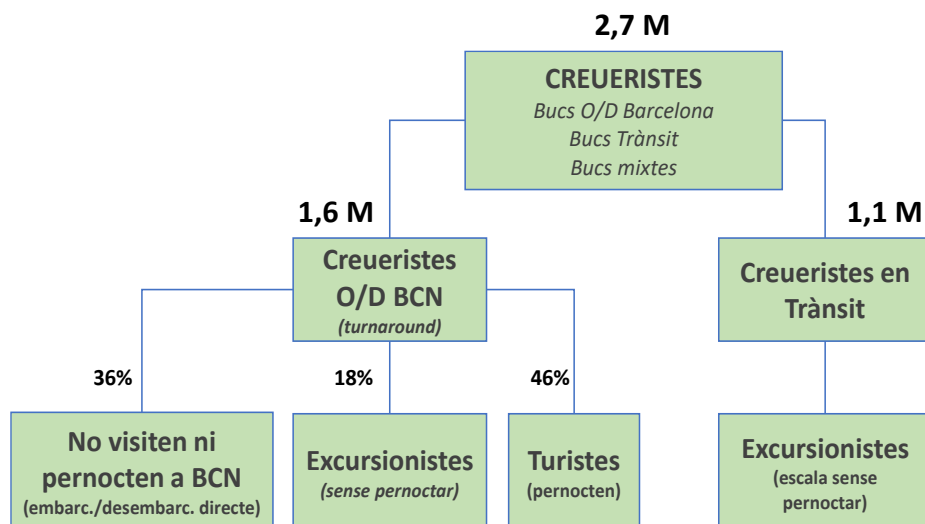 2,7 M
CREUERISTES
Bucs O/D Barcelona
Bucs Trànsit
Bucs mixtes
1,6 M
1,1 M
Creueristes
O/D BCN
(turnaround)
Creueristes en
Trànsit
36%
18%
46%
No visiten ni
pernocten a BCN
(embarc./desembarc. directe)
Excursionistes
(sense pernoctar)
Turistes
(pernocten)
Excursionistes
(escala sense
pernoctar)